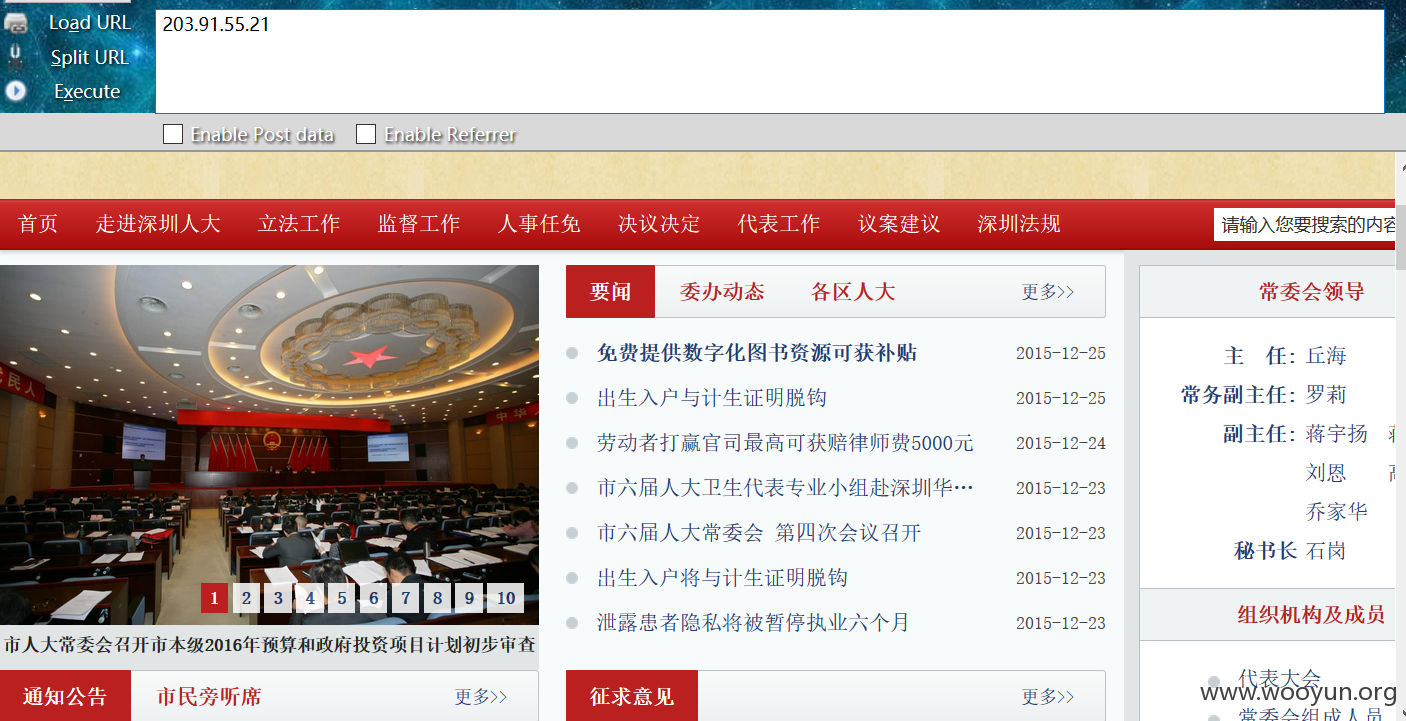 Load URL
203.91.55.21
Split URL
Execute
Enable Post data
Enable Referrer
首页 走进深圳人大 立法工作 监督工作 人事任免 决议决定 代表工作 议案建议 深圳法规
请输入您要搜索的内容
要闻 委办动态 各区人大 更多>>
免费提供数字化图书资源可获补贴 2015-12-25
出生入户与计生证明脱钩 2015-12-25
劳动者打赢官司最高可获赔律师费5000元 2015-12-24
市六届人大卫生代表专业小组赴深圳华… 2015-12-23
市六届人大常委会 第四次会议召开 2015-12-23
出生入户将与计生证明脱钩 2015-12-23
泄露患者隐私将被暂停执业六个月 2015-12-23
常委会领导
主 任：丘海
常务副主任：罗莉
副主任：蒋宇扬
刘恩
乔家华
秘书长 石岗
组织机构及成员
代表大会
常委会组成人员
1 2 3 4 5 6 7 8 9 10
市人大常委会召开市本级2016年预算和政府投资项目计划初步审查
通知公告 市民旁听席 更多>>
征求意见 更多>>
www.wooyun.org